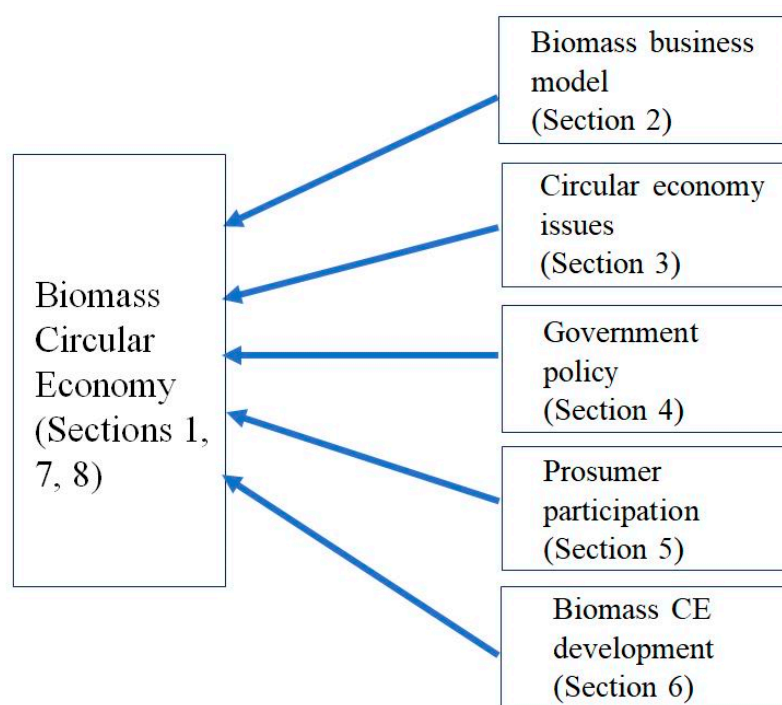 Biomass business
model
(Section 2)
Circular economy
issues
(Section 3)
Biomass
Circular
Economy
(Sections 1,
7, 8)
Government
policy
(Section 4)
Prosumer
participation
(Section 5)
Biomass CE
development
(Section 6)